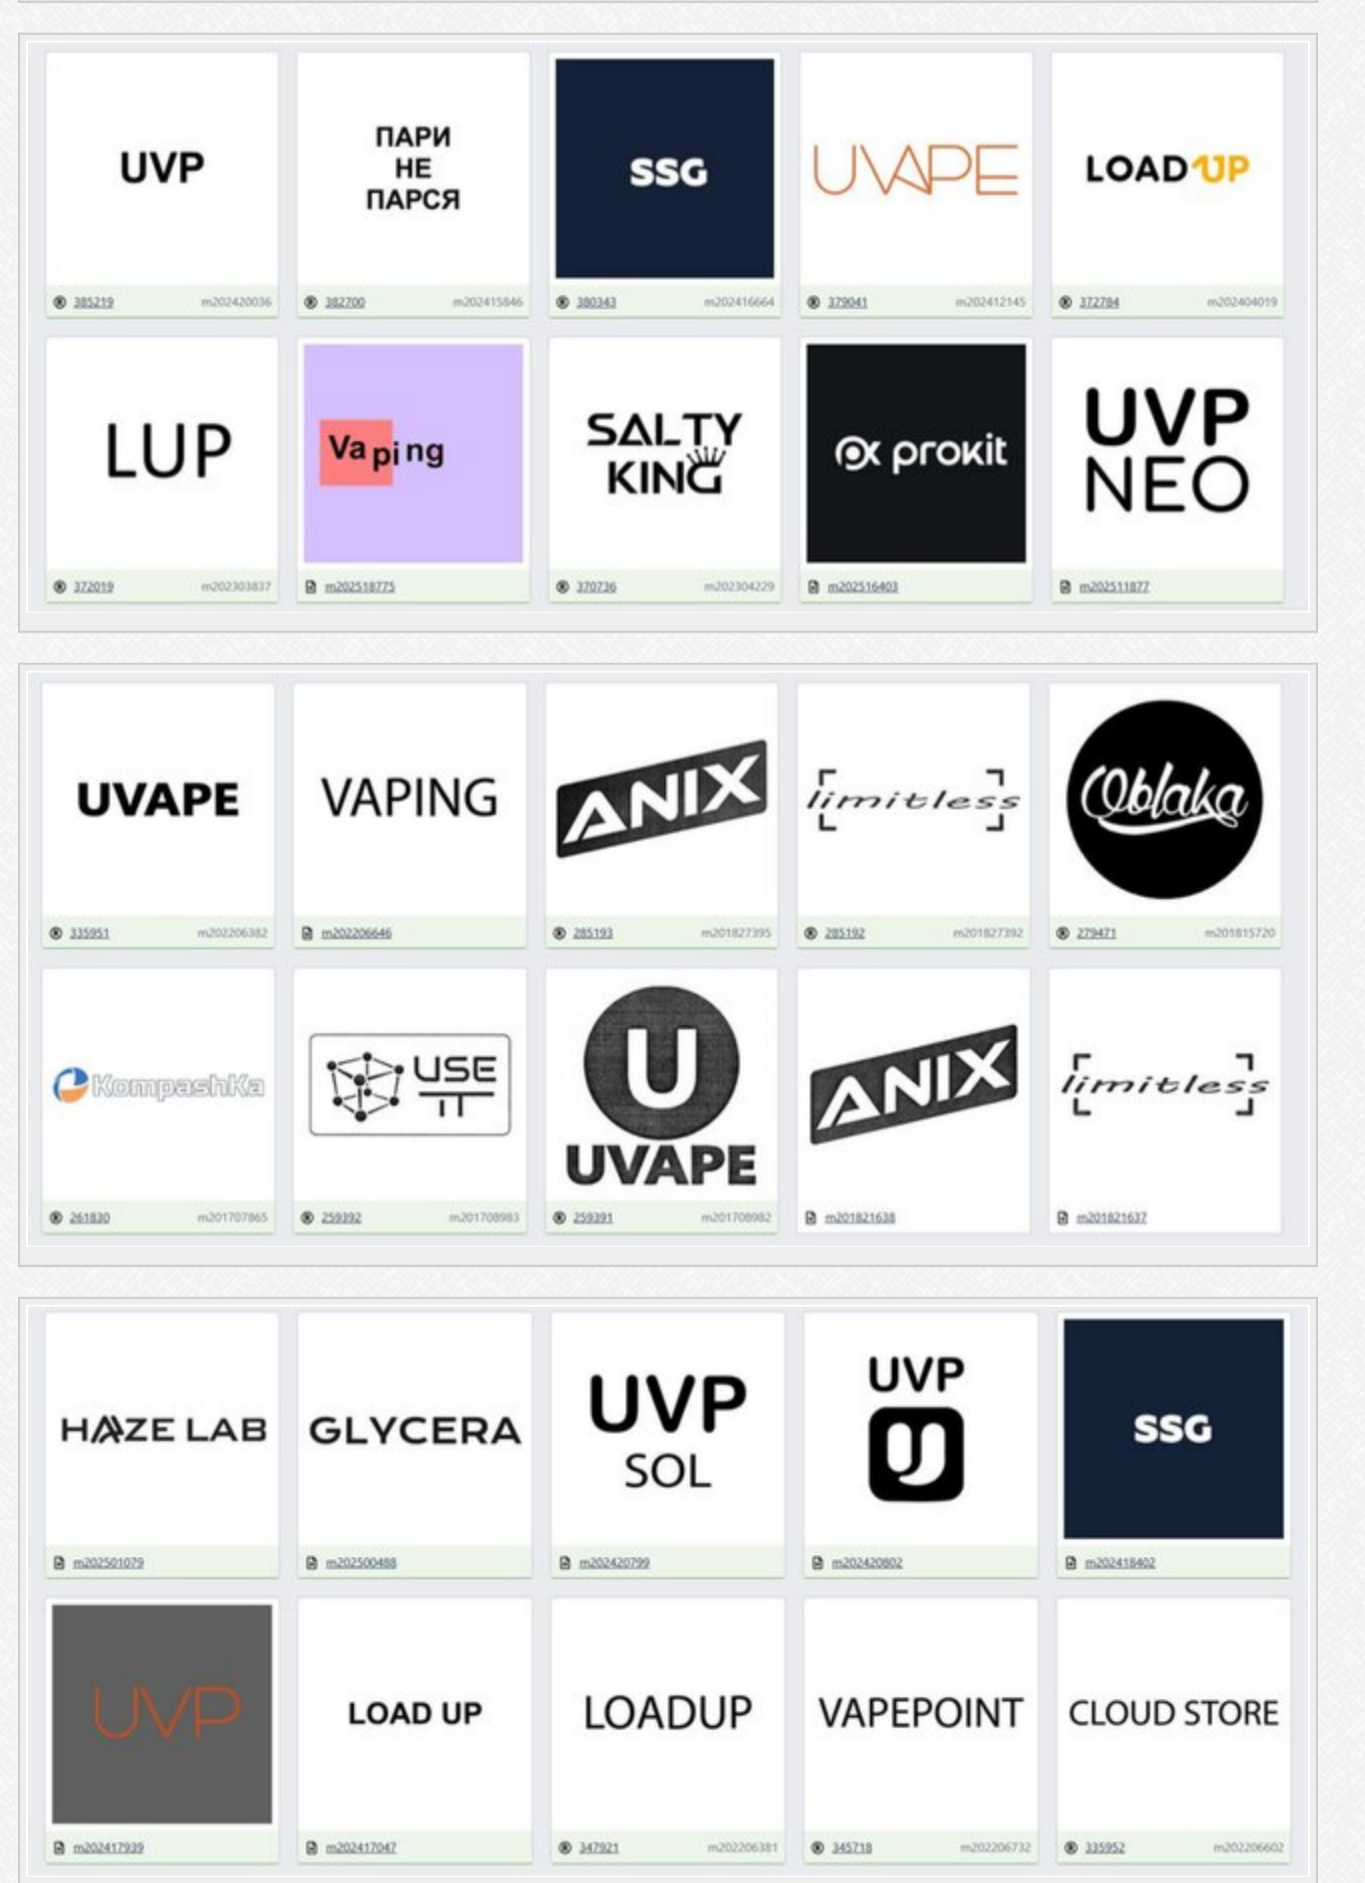 UVP
ПАРИ
НЕ
ПАРСЯ
SSG
UVAPE
LOAD UP
® 385219 m202420036
® 382700 m202415846
® 380343 m202416664
® 379041 m202412145
® 372784 m202404019
LUP
Vaping
SALTY
KING
px prokit
UVP
NEO
® 372019 m202303837
m202518775
® 370736 m202304229
m202516403
m202511877
UVAPE
VAPING
ANIX
limitless
Oblaka
® 335951 m202206382
m202206646
® 285193 m201827395
® 285192 m201827392
® 279471 m201815720
KompashKa
USE
IT
U
UVAPE
ANIX
limitless
® 261830 m201707865
® 259392 m201708983
® 259391 m201708982
m201821638
m201821637
HAZE LAB
GLYCERA
UVP
SOL
UVP
SSG
m202501079
m202500488
m202420799
m202420802
m202418402
UVP
LOAD UP
LOADUP
VAPEPOINT
CLOUD STORE
m202417939
m202417047
® 347921 m202206381
® 345718 m202206732
® 335952 m202206602